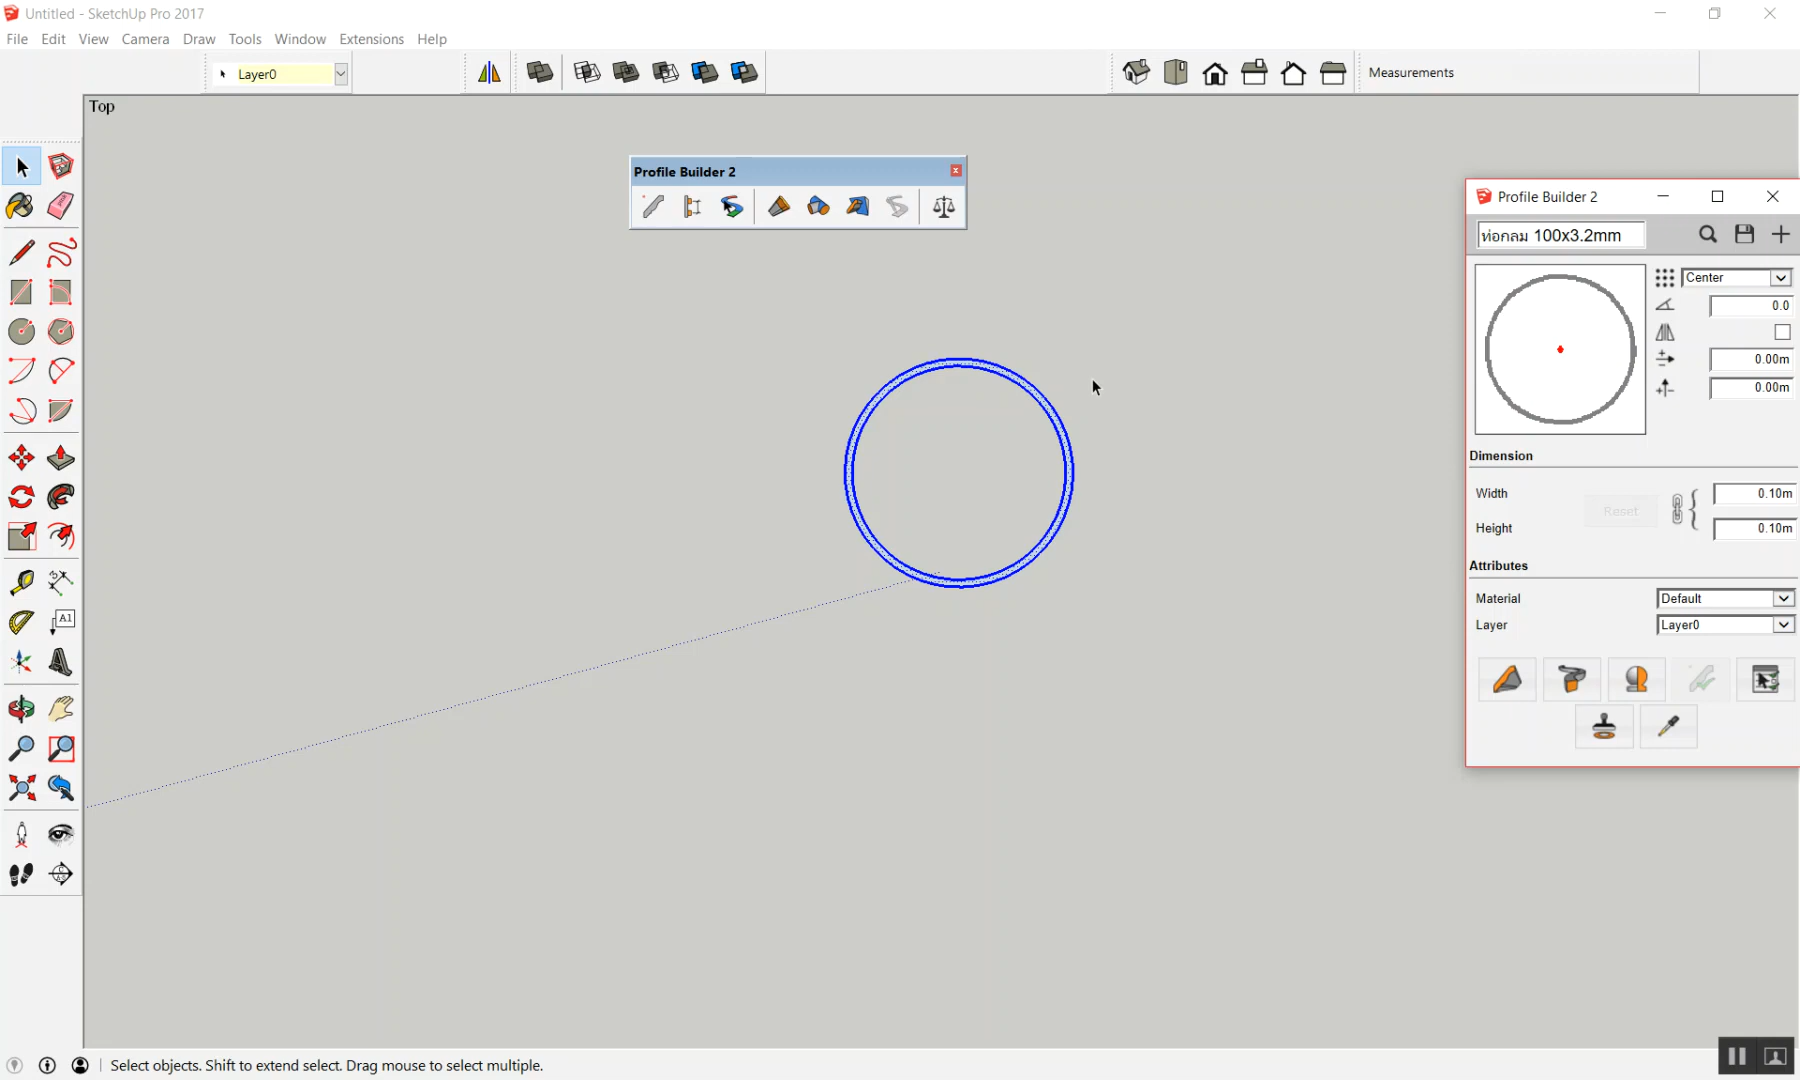 Untitled - SketchUp Pro 2017
File Edit View Camera Draw Tools Window Extensions Help
Layer0
Measurements
Top
Profile Builder 2
Profile Builder 2
ท่อกลม 100x3.2mm
Center
0.0
0.00m
0.00m
Dimension
Width 0.10m
Reset
Height 0.10m
Attributes
Material Default
Layer Layer0
A1
Select objects. Shift to extend select. Drag mouse to select multiple.